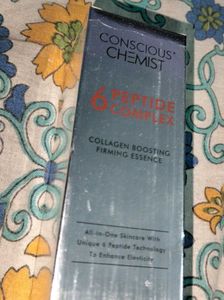 CONSCIOUS
CHEMIST
6 PEPTIDE
COMPLEX
COLLAGEN BOOSTING
FIRMING ESSENCE
All-in-One Skincare With
Unique 6 Peptide Technology
To Enhance Elasticity